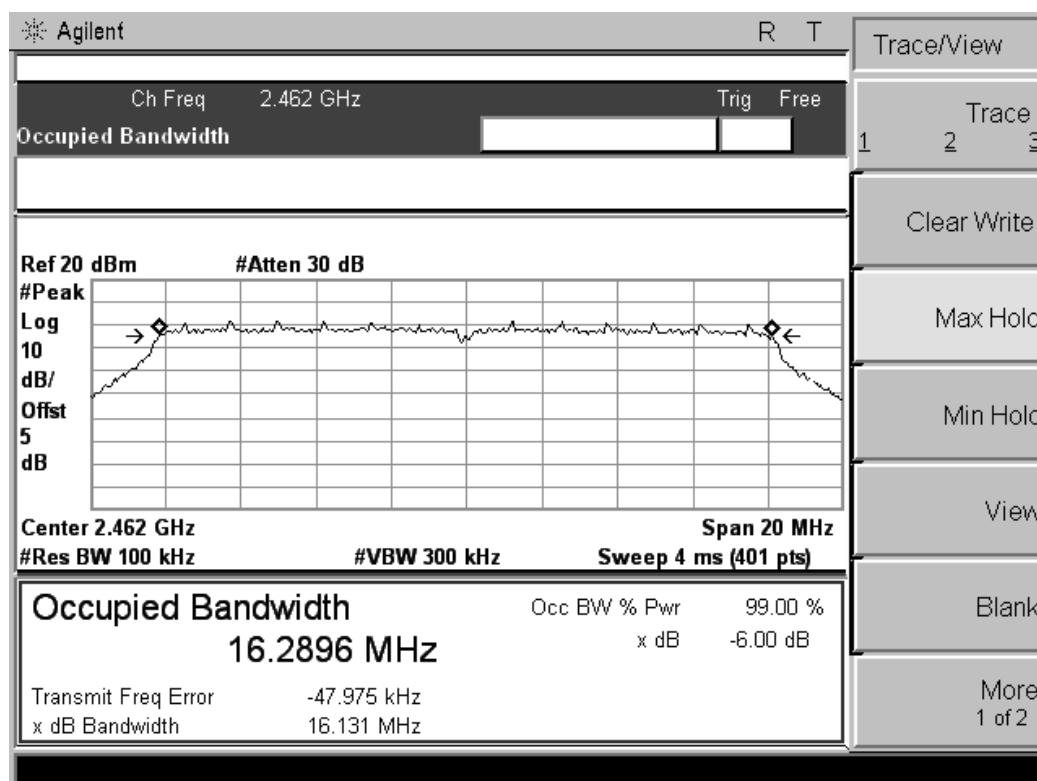 Agilent R T
Ch Freq 2.462 GHz Trig Free
Occupied Bandwidth
Ref 20 dBm #Atten 30 dB
#Peak
Log
10
dB/
Offst
5
dB
Center 2.462 GHz Span 20 MHz
#Res BW 100 kHz #VBW 300 kHz Sweep 4 ms (401 pts)
Occupied Bandwidth
16.2896 MHz
Occ BW % Pwr 99.00 %
x dB -6.00 dB
Transmit Freq Error -47.975 kHz
x dB Bandwidth 16.131 MHz
Trace/View
Trace
1 2 3
Clear Write
Max Hold
Min Hold
View
Blank
More
1 of 2